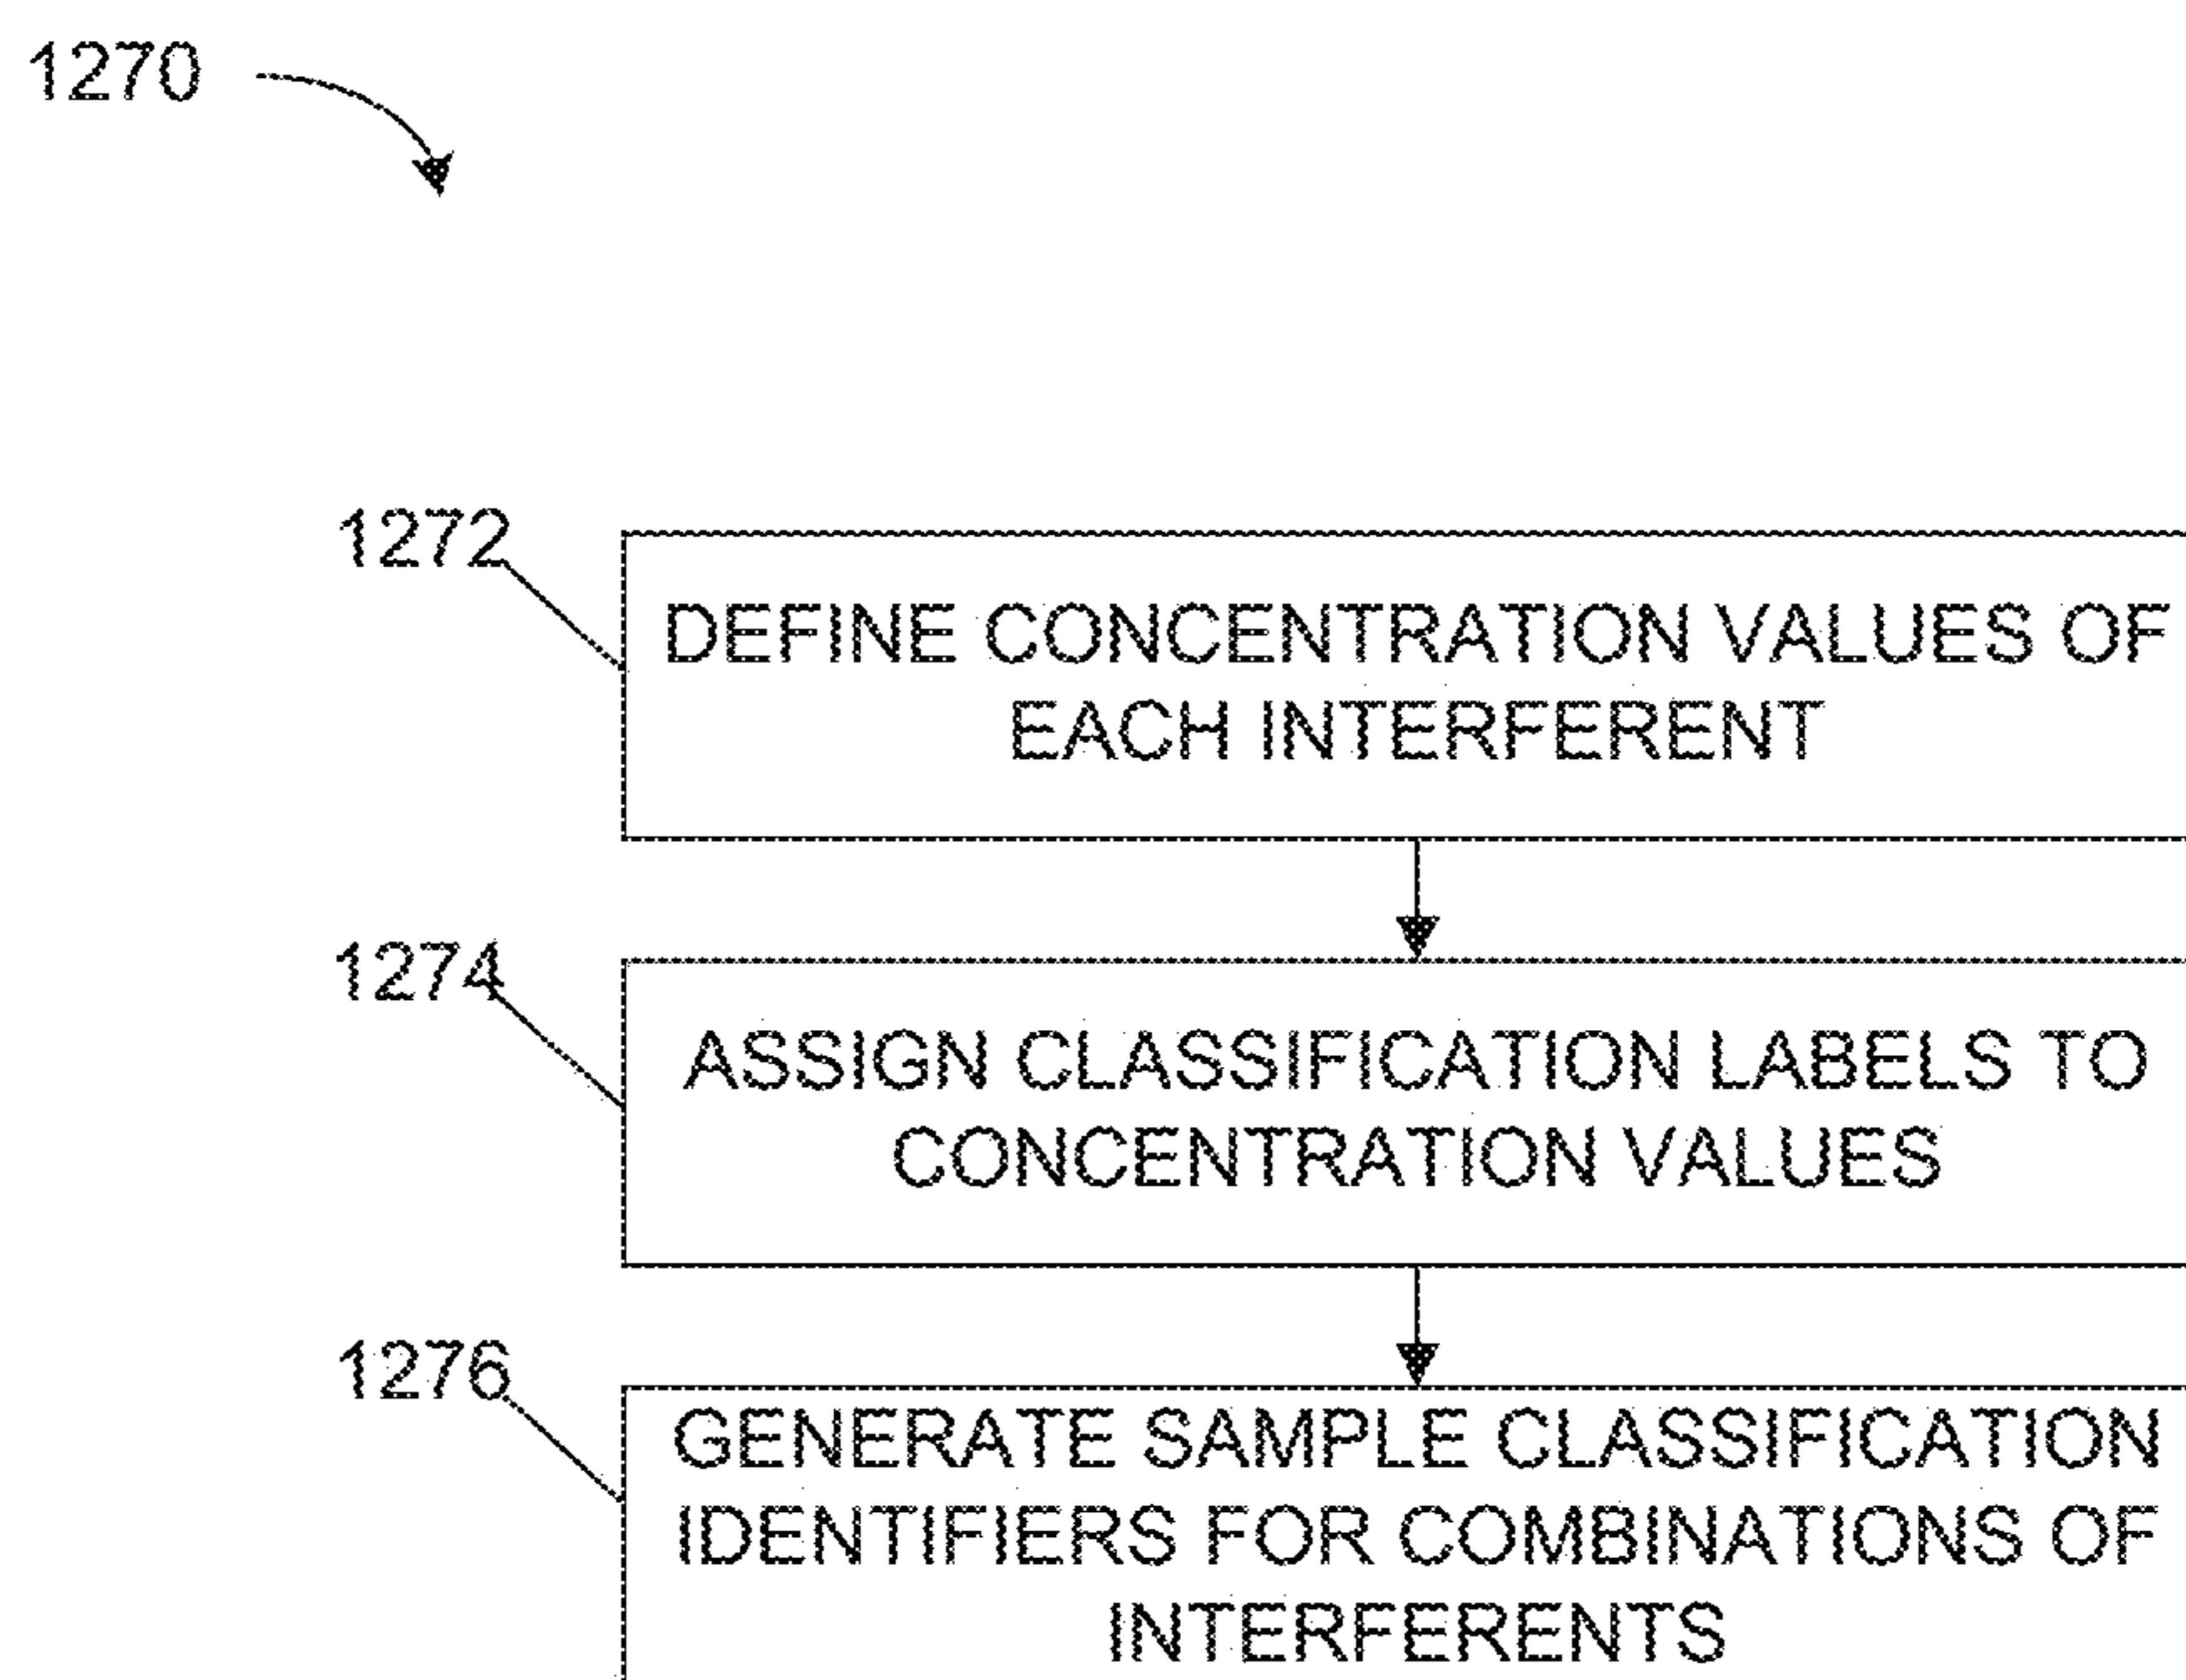 1270
1272
DEFINE CONCENTRATION VALUES OF
EACH INTERFERENT
1274
ASSIGN CLASSIFICATION LABELS TO
CONCENTRATION VALUES
1276
GENERATE SAMPLE CLASSIFICATION
IDENTIFIERS FOR COMBINATIONS OF
INTERFERENTS